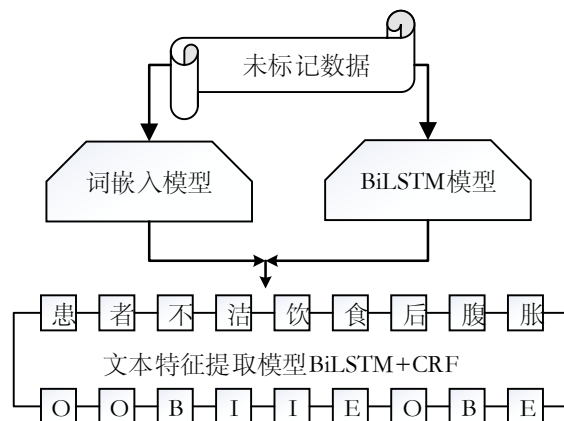 未标记数据
词嵌入模型 BiLSTM模型
患者不洁饮食后腹胀
文本特征提取模型BiLSTM+CRF
O O B I I E O B E